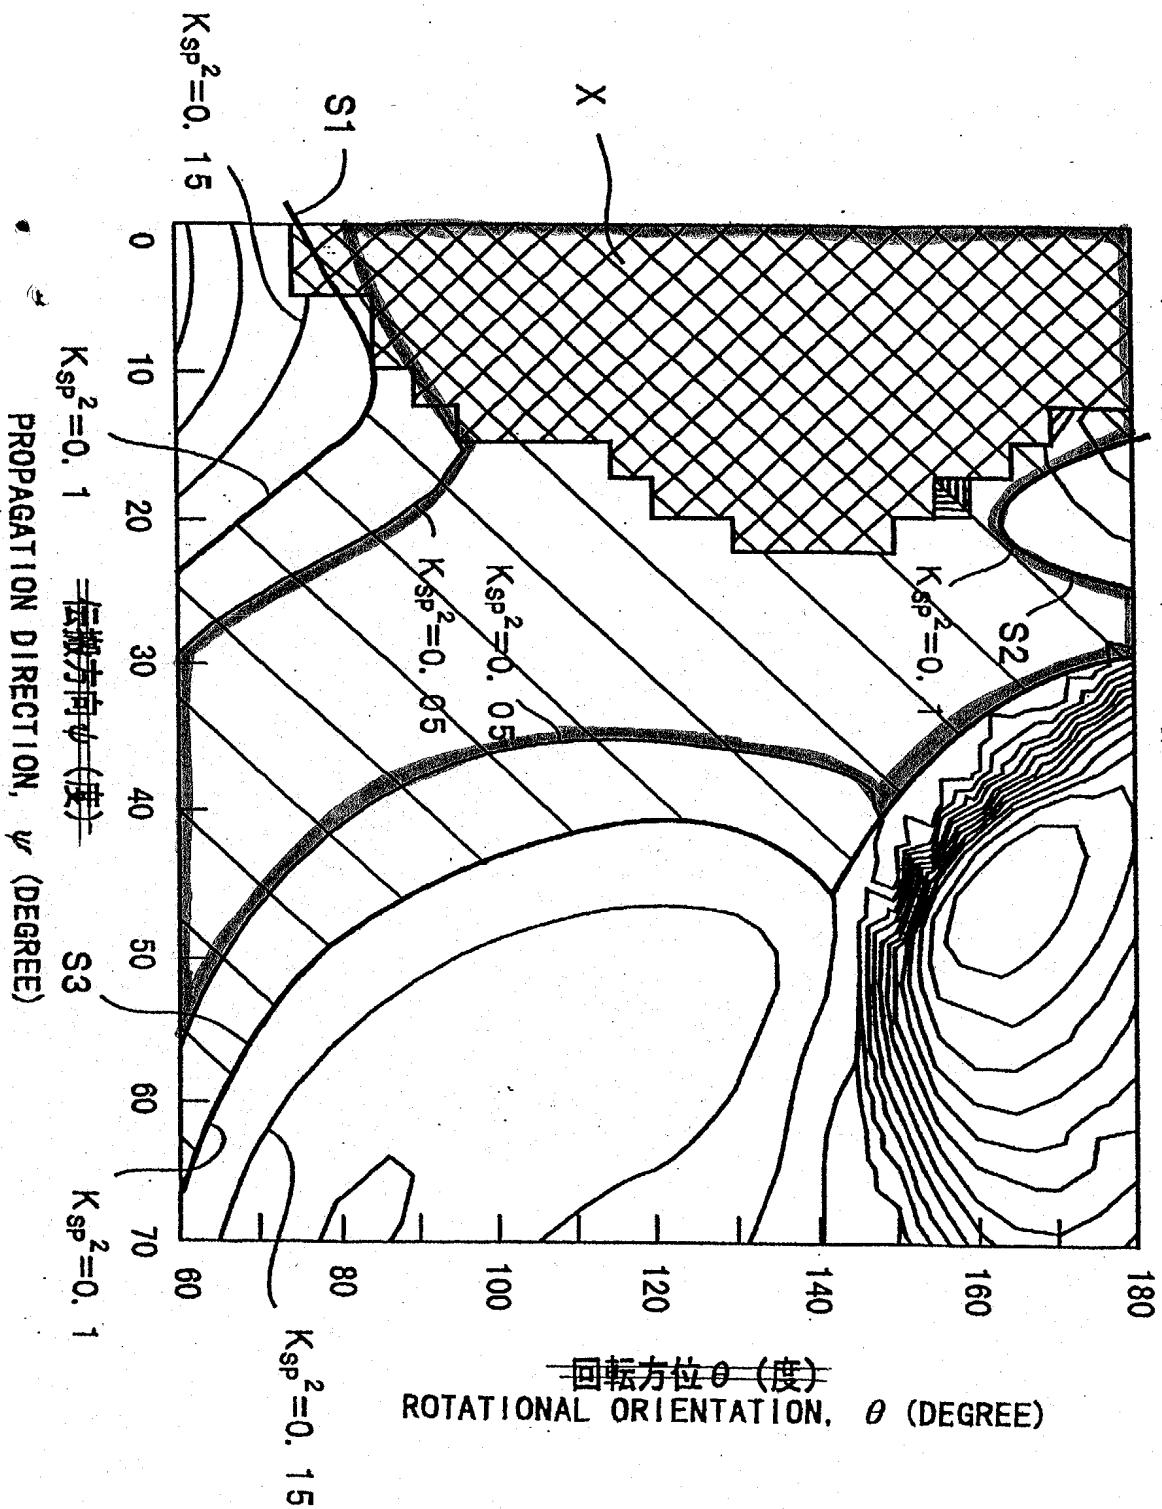 X
S1
Ksp²=0. 15
0
10
20
30
40
50
60
70
60
80
100
120
140
160
180
Ksp²=0. 1
Ksp²=0. 05
Ksp²=0. 05
Ksp²=0. 1
S2
S3
Ksp²=0. 1
Ksp²=0. 15
伝搬方向ψ (度)
PROPAGATION DIRECTION, ψ (DEGREE)
回転方位θ (度)
ROTATIONAL ORIENTATION, θ (DEGREE)